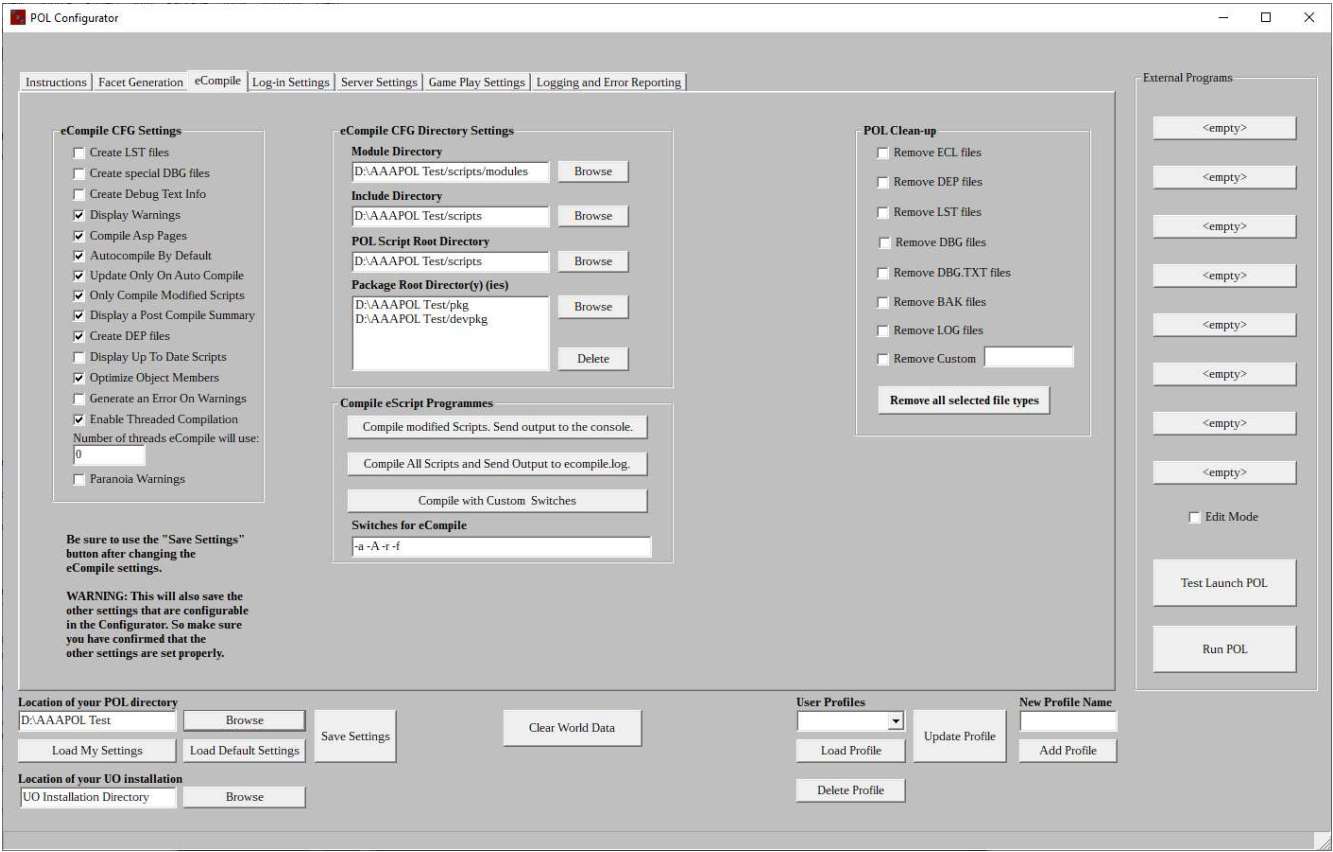 POL Configurator
Instructions
Facet Generation
eCompile
Log-in Settings
Server Settings
Game Play Settings
Logging and Error Reporting
eCompile CFG Settings
Create LST files
Create special DBG files
Create Debug Text Info
Display Warnings
Compile Asp Pages
Autocompile By Default
Update Only On Auto Compile
Only Compile Modified Scripts
Display a Post Compile Summary
Create DEP files
Display Up To Date Scripts
Optimize Object Members
Generate an Error On Warnings
Enable Threaded Compilation
Number of threads eCompile will use:
0
Paranoia Warnings
Be sure to use the "Save Settings"
button after changing the
eCompile settings.
WARNING: This will also save the
other settings that are configurable
in the Configurator. So make sure
you have confirmed that the
other settings are set properly.
eCompile CFG Directory Settings
Module Directory
D:\AAAPOL Test/scripts/modules
Browse
Include Directory
D:\AAAPOL Test/scripts
Browse
POL Script Root Directory
D:\AAAPOL Test/scripts
Browse
Package Root Director(y) (ies)
D:\AAAPOL Test/pkg
D:\AAAPOL Test/devpkg
Browse
Delete
Compile eScript Programmes
Compile modified Scripts. Send output to the console.
Compile All Scripts and Send Output to ecompile.log.
Compile with Custom Switches
Switches for eCompile
-a -A -r -f
POL Clean-up
Remove ECL files
Remove DEP files
Remove LST files
Remove DBG files
Remove DBG.TXT files
Remove BAK files
Remove LOG files
Remove Custom
Remove all selected file types
External Programs
<empty>
<empty>
<empty>
<empty>
<empty>
<empty>
<empty>
<empty>
Edit Mode
Test Launch POL
Run POL
Location of your POL directory
D:\AAAPOL Test
Browse
Load My Settings
Load Default Settings
Save Settings
Location of your UO installation
UO Installation Directory
Browse
Clear World Data
User Profiles
Load Profile
Update Profile
Delete Profile
New Profile Name
Add Profile